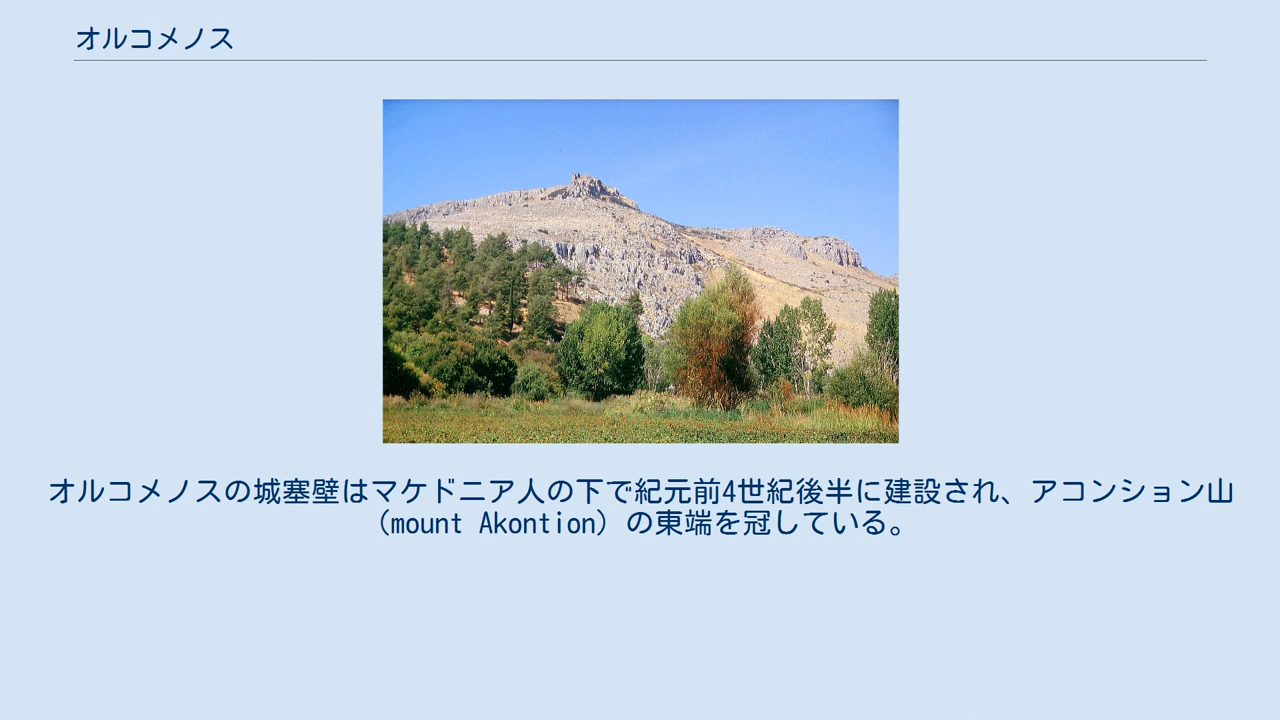 オルコメノス
オルコメノスの城塞壁はマケドニア人の下で紀元前4世紀後半に建設され、アコンション山
（mount Akontion）の東端を冠している。